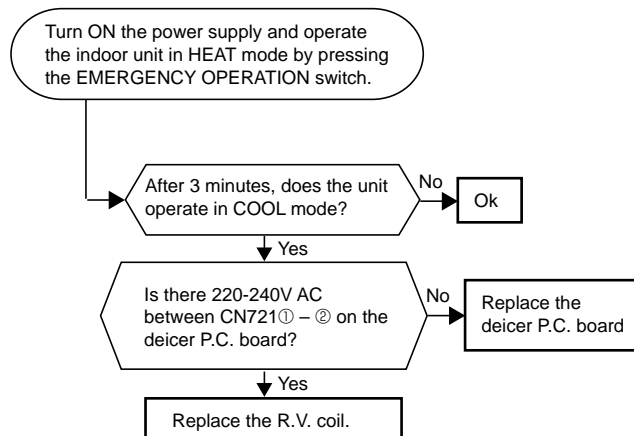 Turn ON the power supply and operate
the indoor unit in HEAT mode by pressing
the EMERGENCY OPERATION switch.
After 3 minutes, does the unit
operate in COOL mode?
No
Ok
Yes
Is there 220-240V AC
between CN721① – ② on the
deicer P.C. board?
No
Replace the
deicer P.C. board
Yes
Replace the R.V. coil.